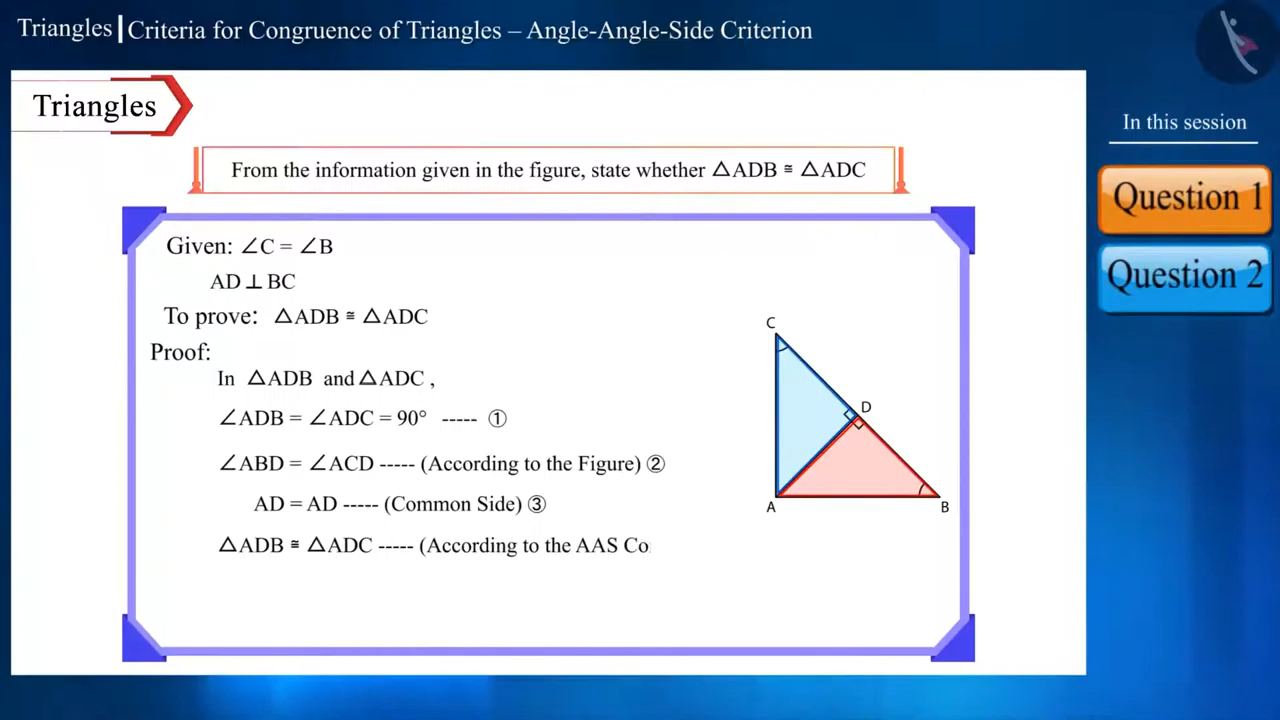 Triangles | Criteria for Congruence of Triangles – Angle-Angle-Side Criterion
Triangles
In this session
Question 1
Question 2
From the information given in the figure, state whether △ADB ≅ △ADC
Given: ∠C = ∠B
AD ⊥ BC
To prove: △ADB ≅ △ADC
Proof:
In △ADB and △ADC ,
∠ADB = ∠ADC = 90° ----- ①
∠ABD = ∠ACD ----- (According to the Figure) ②
AD = AD ----- (Common Side) ③
△ADB ≅ △ADC ----- (According to the AAS Co
C
D
A
B